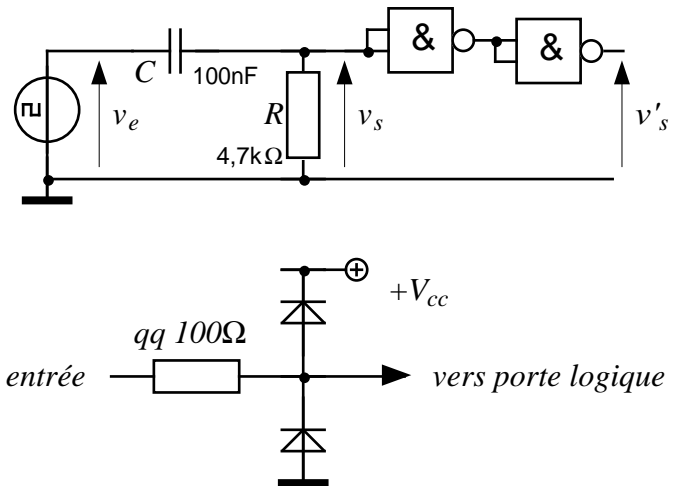 &
&
C
100nF
v_e
R
4,7kΩ
v_s
v'_s
+V_cc
qq 100Ω
entrée
vers porte logique